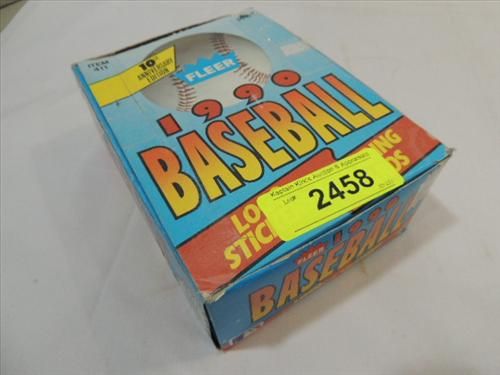 ITEM
411
10th
ANNIVERSARY
EDITION
FLEER
1990
BASEBALL
Kaptain Kirk's Auction & Appraisals
Lot#
2458
LO
STIC
ING
DS
FLEER
1990
BASEBALL